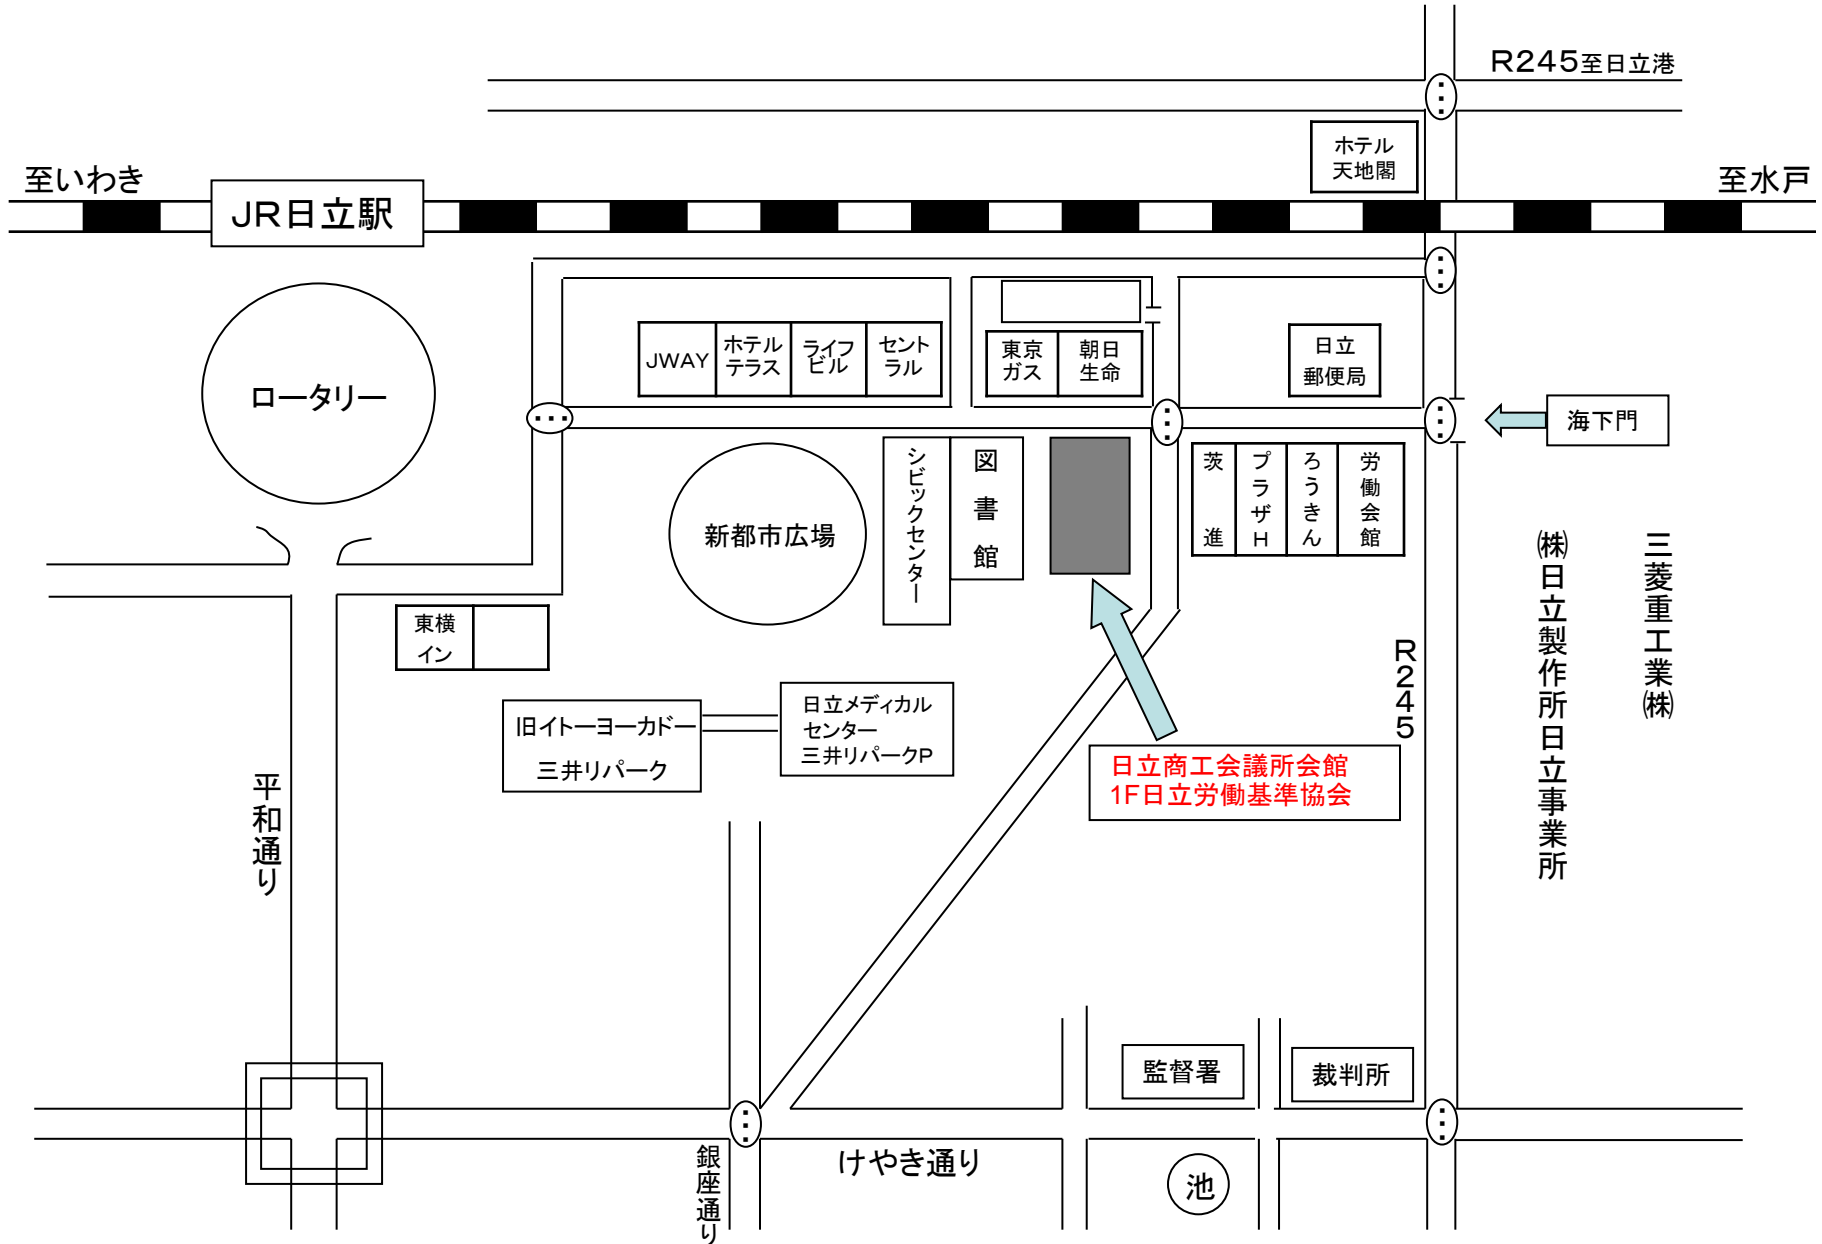 R245至日立港
ホテル
天地閣
至いわき
至水戸
JR日立駅
ロータリー
JWAY
ホテル
テラス
ライフ
ビル
セント
ラル
東京
ガス
朝日
生命
日立
郵便局
海下門
新都市広場
シビックセンター
図書館
茨進
プラザH
ろうきん
労働会館
㈱日立製作所日立事業所
三菱重工業㈱
東横
イン
R245
旧イトーヨーカドー
三井リパーク
日立メディカル
センター
三井リパークP
日立商工会議所会館
1F日立労働基準協会
平和通り
監督署
裁判所
銀座通り
けやき通り
池